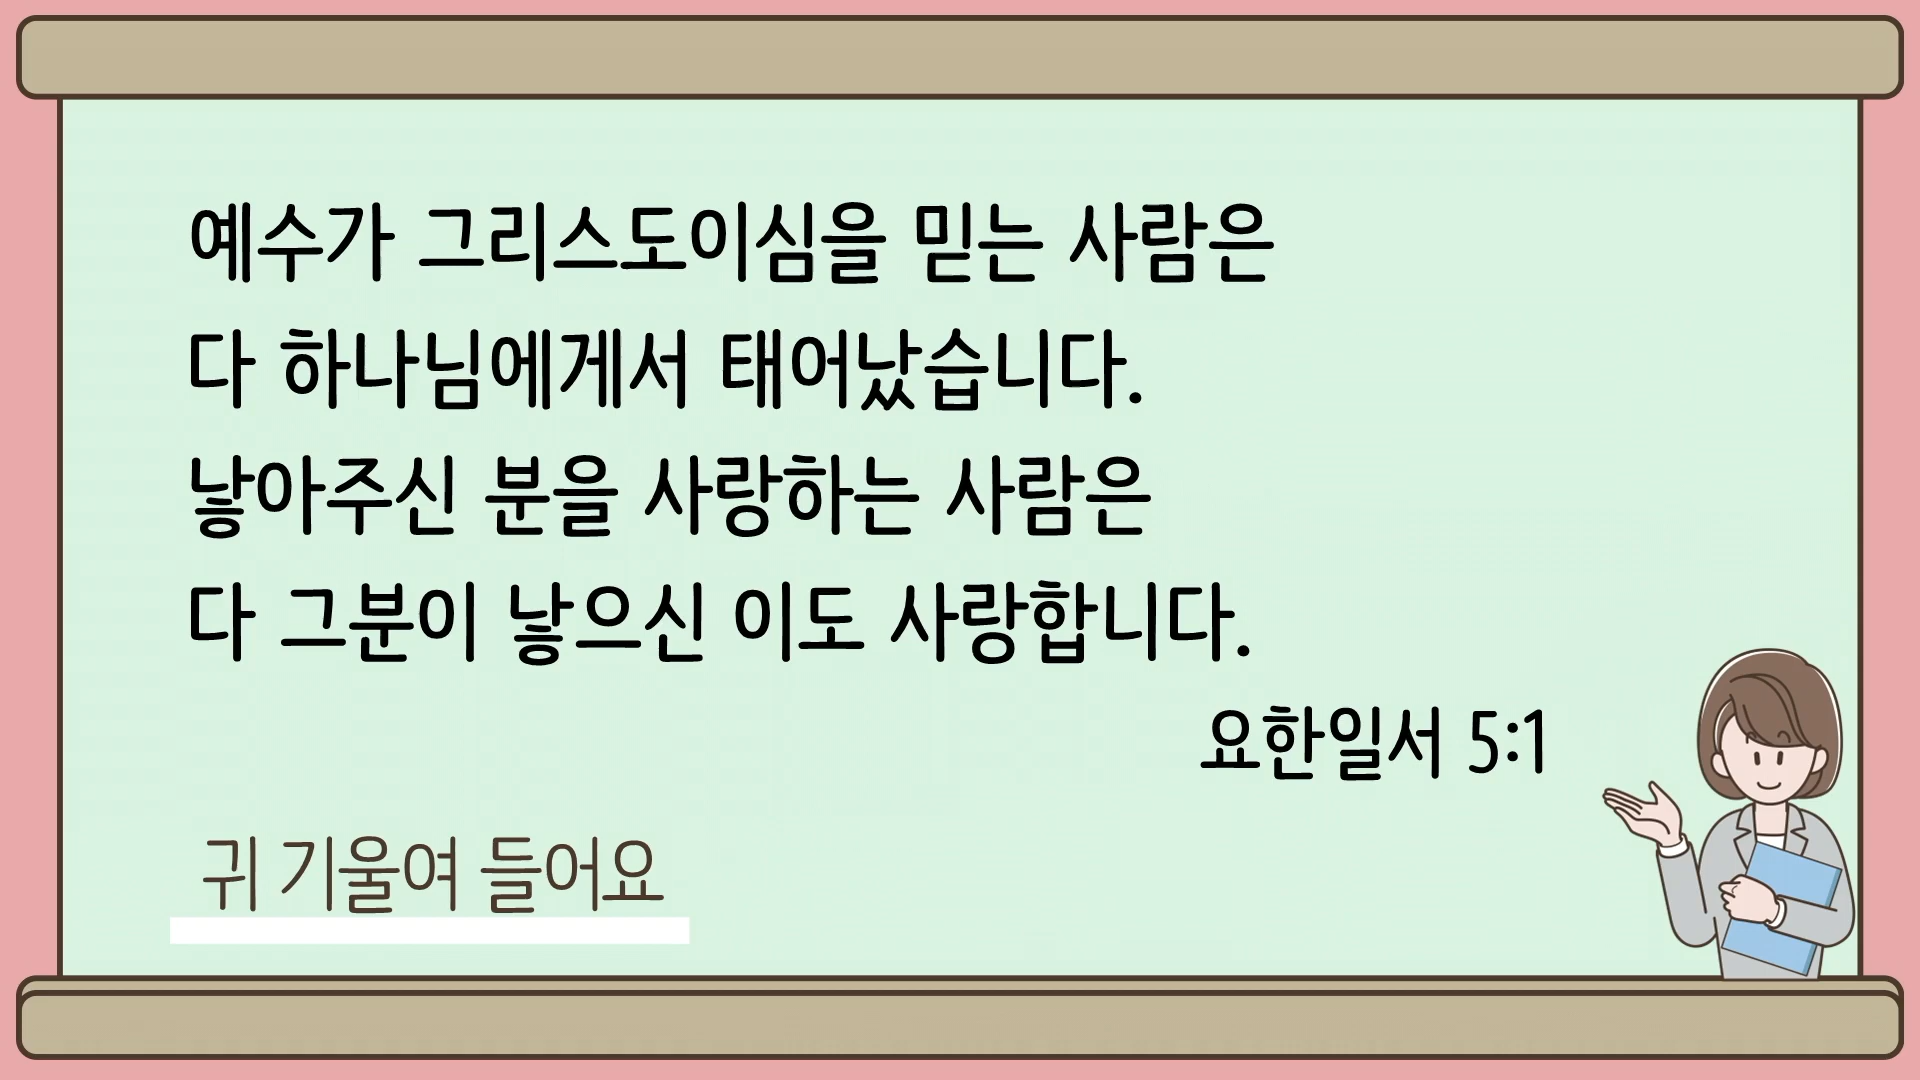 예수가 그리스도이심을 믿는 사람은
다 하나님에게서 태어났습니다.
낳아주신 분을 사랑하는 사람은
다 그분이 낳으신 이도 사랑합니다.
요한일서 5:1
귀 기울여 들어요